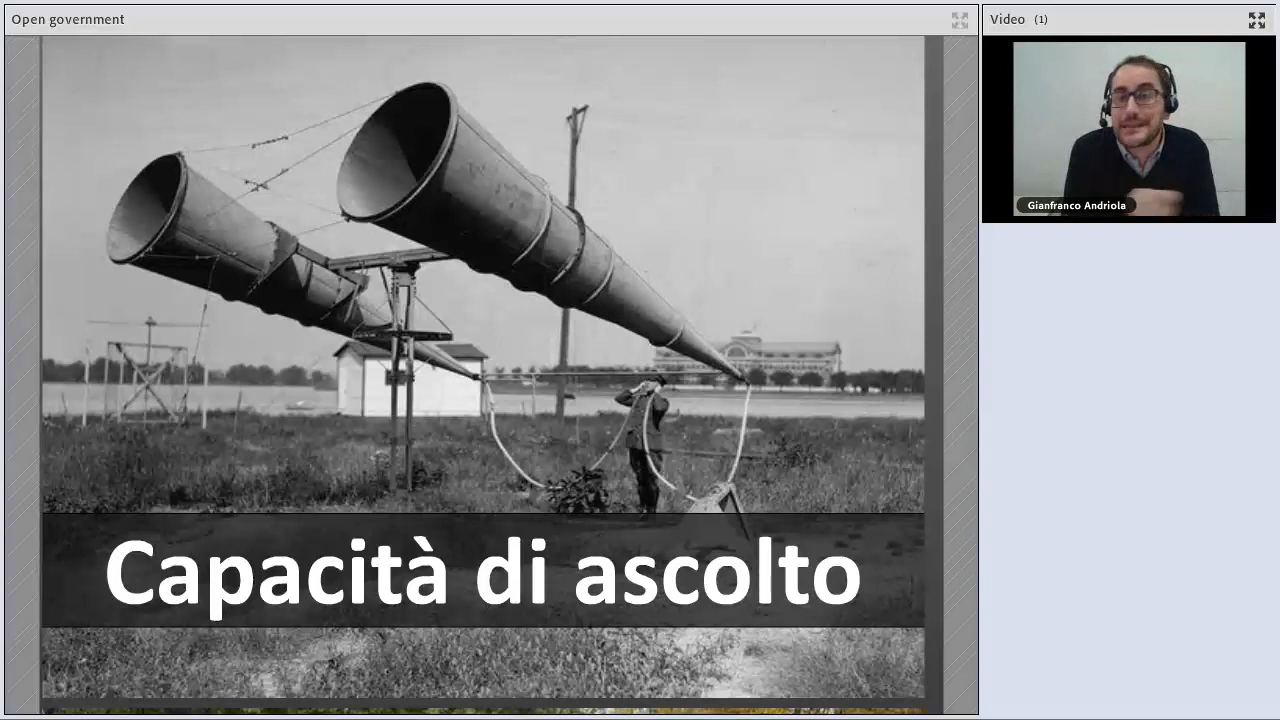 Open government
Video (1)
Gianfranco Andriola
Capacità di ascolto